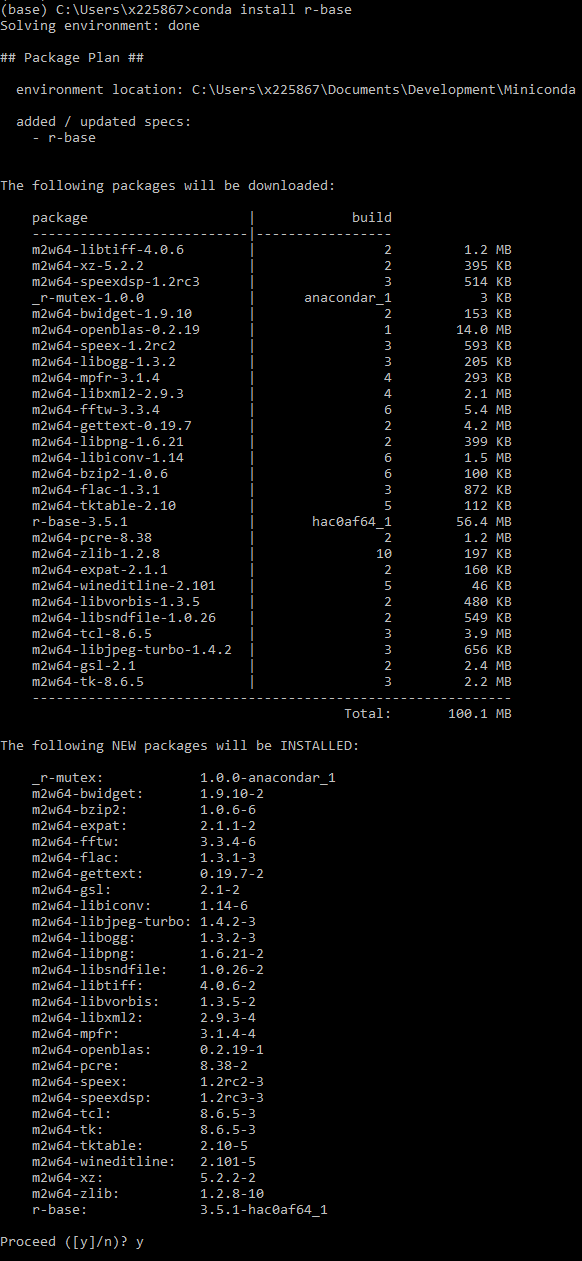 (base) C:\Users\x225867>conda install r-base
Solving environment: done

## Package Plan ##

  environment location: C:\Users\x225867\Documents\Development\Miniconda

  added / updated specs:
    - r-base


The following packages will be downloaded:

    package                    |            build
    ---------------------------|-----------------
    m2w64-libtiff-4.0.6        |                2         1.2 MB
    m2w64-xz-5.2.2             |                2         395 KB
    m2w64-speexdsp-1.2rc3      |                3         514 KB
    _r-mutex-1.0.0             |      anacondar_1           3 KB
    m2w64-bwidget-1.9.10       |                2         153 KB
    m2w64-openblas-0.2.19      |                1        14.0 MB
    m2w64-speex-1.2rc2         |                3         593 KB
    m2w64-libogg-1.3.2         |                3         205 KB
    m2w64-mpfr-3.1.4           |                4         293 KB
    m2w64-libxml2-2.9.3        |                4         2.1 MB
    m2w64-fftw-3.3.4           |                6         5.4 MB
    m2w64-gettext-0.19.7       |                2         4.2 MB
    m2w64-libpng-1.6.21        |                2         399 KB
    m2w64-libiconv-1.14        |                6         1.5 MB
    m2w64-bzip2-1.0.6          |                6         100 KB
    m2w64-flac-1.3.1           |                3         872 KB
    m2w64-tktable-2.10         |                5         112 KB
    r-base-3.5.1               |       hac0af64_1        56.4 MB
    m2w64-pcre-8.38            |                2         1.2 MB
    m2w64-zlib-1.2.8           |               10         197 KB
    m2w64-expat-2.1.1          |                2         160 KB
    m2w64-wineditline-2.101    |                5          46 KB
    m2w64-libvorbis-1.3.5      |                2         480 KB
    m2w64-libsndfile-1.0.26    |                2         549 KB
    m2w64-tcl-8.6.5            |                3         3.9 MB
    m2w64-libjpeg-turbo-1.4.2  |                3         656 KB
    m2w64-gsl-2.1              |                2         2.4 MB
    m2w64-tk-8.6.5             |                3         2.2 MB
    ------------------------------------------------------------
                                           Total:       100.1 MB

The following NEW packages will be INSTALLED:

    _r-mutex:            1.0.0-anacondar_1
    m2w64-bwidget:       1.9.10-2
    m2w64-bzip2:         1.0.6-6
    m2w64-expat:         2.1.1-2
    m2w64-fftw:          3.3.4-6
    m2w64-flac:          1.3.1-3
    m2w64-gettext:       0.19.7-2
    m2w64-gsl:           2.1-2
    m2w64-libiconv:      1.14-6
    m2w64-libjpeg-turbo: 1.4.2-3
    m2w64-libogg:        1.3.2-3
    m2w64-libpng:        1.6.21-2
    m2w64-libsndfile:    1.0.26-2
    m2w64-libtiff:       4.0.6-2
    m2w64-libvorbis:     1.3.5-2
    m2w64-libxml2:       2.9.3-4
    m2w64-mpfr:          3.1.4-4
    m2w64-openblas:      0.2.19-1
    m2w64-pcre:          8.38-2
    m2w64-speex:         1.2rc2-3
    m2w64-speexdsp:      1.2rc3-3
    m2w64-tcl:           8.6.5-3
    m2w64-tk:            8.6.5-3
    m2w64-tktable:       2.10-5
    m2w64-wineditline:   2.101-5
    m2w64-xz:            5.2.2-2
    m2w64-zlib:          1.2.8-10
    r-base:              3.5.1-hac0af64_1

Proceed ([y]/n)? y